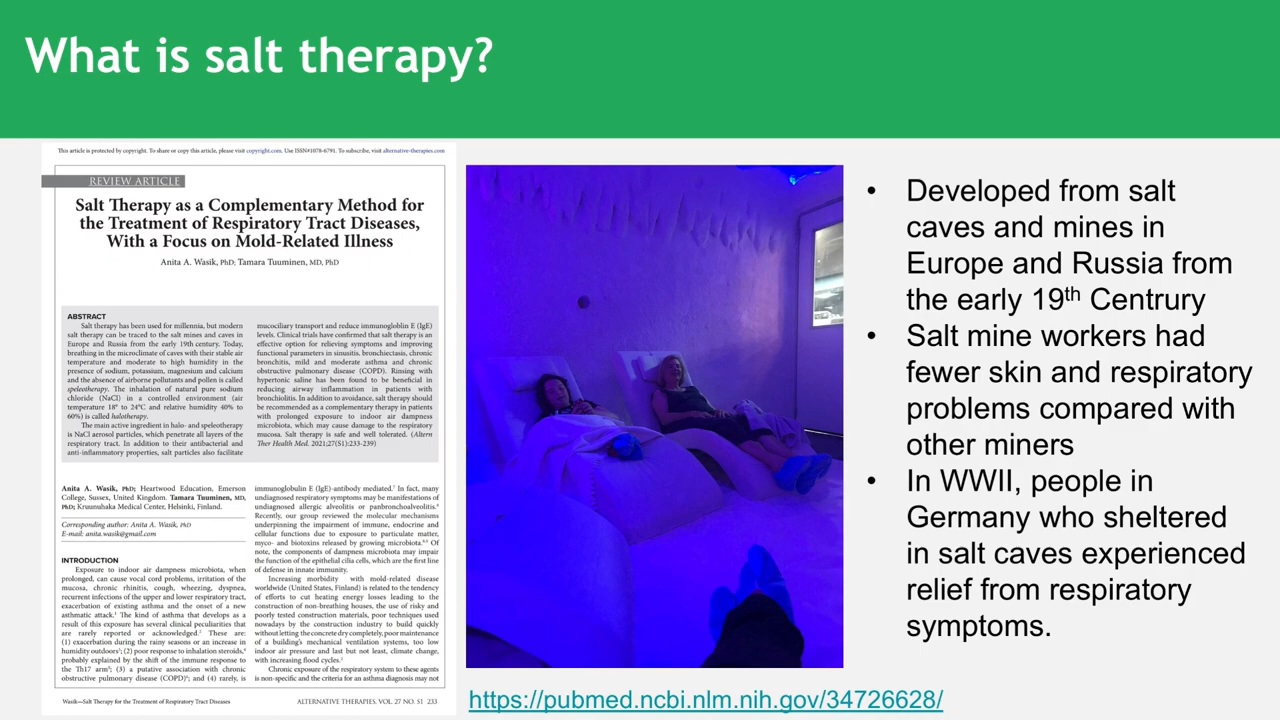 What is salt therapy?
This article is protected by copyright. To share or copy this article, please visit copyright.com. Use ISSN#1078-6791. To subscribe, visit alternative-therapies.com
REVIEW ARTICLE
Salt Therapy as a Complementary Method for
the Treatment of Respiratory Tract Diseases,
With a Focus on Mold-Related Illness
Anita A. Wasik, PhD; Tamara Tuuminen, MD, PhD
ABSTRACT
Salt therapy has been used for millennia, but modern
salt therapy can be traced to the salt mines and caves in
Europe and Russia from the early 19th century. Today,
breathing in the microclimate of caves with their stable air
temperature and moderate to high humidity in the
presence of sodium, potassium, magnesium and calcium
and the absence of airborne pollutants and pollen is called
speleotherapy. The inhalation of natural pure sodium
chloride (NaCl) in a controlled environment (air
temperature 18° to 24°C and relative humidity 40% to
60%) is called halotherapy.
The main active ingredient in halo- and speleotherapy
is NaCl aerosol particles, which penetrate all layers of the
respiratory tract. In addition to their antibacterial and
anti-inflammatory properties, salt particles also facilitate
mucociliary transport and reduce immunoglobulin E (IgE)
levels. Clinical trials have confirmed that salt therapy is an
effective option for relieving symptoms and improving
functional parameters in sinusitis, bronchiectasis, chronic
bronchitis, mild and moderate asthma and chronic
obstructive pulmonary disease (COPD). Rinsing with
hypertonic saline has been found to be beneficial in
reducing airway inflammation in patients with
bronchiolitis. In addition to avoidance, salt therapy should
be recommended as a complementary therapy in patients
with prolonged exposure to indoor air dampness
microbiota, which may cause damage to the respiratory
mucosa. Salt therapy is safe and well tolerated. (Altern
Ther Health Med. 2021;27(S1):233-239)
Anita A. Wasik, PhD; Heartwood Education, Emerson
College, Sussex, United Kingdom. Tamara Tuuminen, MD,
PhD; Kruunuhaka Medical Center, Helsinki, Finland.
Corresponding author: Anita A. Wasik, PhD
E-mail: anita.wasik@gmail.com
INTRODUCTION
Exposure to indoor air dampness microbiota, when
prolonged, can cause vocal cord problems, irritation of the
mucosa, chronic rhinitis, cough, wheezing, dyspnea,
recurrent infections of the upper and lower respiratory tract,
exacerbation of existing asthma and the onset of a new
asthmatic attack.¹ The kind of asthma that develops as a
result of this exposure has several clinical peculiarities that
are rarely reported or acknowledged.² These are:
(1) exacerbation during the rainy seasons or an increase in
humidity outdoors³; (2) poor response to inhalation steroids,⁴
probably explained by the shift of the immune response to
the Th17 arm⁵; (3) a putative association with chronic
obstructive pulmonary disease (COPD)⁶; and (4) rarely, is
immunoglobulin E (IgE)-antibody mediated.⁷ In fact, many
undiagnosed respiratory symptoms may be manifestations of
undiagnosed allergic alveolitis or panbronchoalveolitis.⁸
Recently, our group reviewed the molecular mechanisms
underpinning the impairment of immune, endocrine and
cellular functions due to exposure to particulate matter,
myco- and biotoxins released by growing microbiota.
Of
note, the components of dampness microbiota may impair
the function of the epithelial cilia cells, which are the first line
of defense in innate immunity.
Increasing morbidity with mold-related disease
worldwide (United States, Finland) is related to the tendency
of efforts to cut heating energy losses leading to the
construction of non-breathing houses, the use of risky and
poorly tested construction materials, poor techniques used
nowadays by the construction industry to build quickly
without letting the concrete dry completely, poor maintenance
of a building's mechanical ventilation systems, too low
indoor air pressure and last but not least, climate change,
with increasing flood cycles.²
Chronic exposure of the respiratory system to these agents
is non-specific and the criteria for an asthma diagnosis may not
Wasik—Salt Therapy for the Treatment of Respiratory Tract Diseases
ALTERNATIVE THERAPIES, VOL. 27 NO. S1 233
• Developed from salt
caves and mines in
Europe and Russia from
the early 19th Centrury
• Salt mine workers had
fewer skin and respiratory
problems compared with
other miners
• In WWII, people in
Germany who sheltered
in salt caves experienced
relief from respiratory
symptoms.
https://pubmed.ncbi.nlm.nih.gov/34726628/